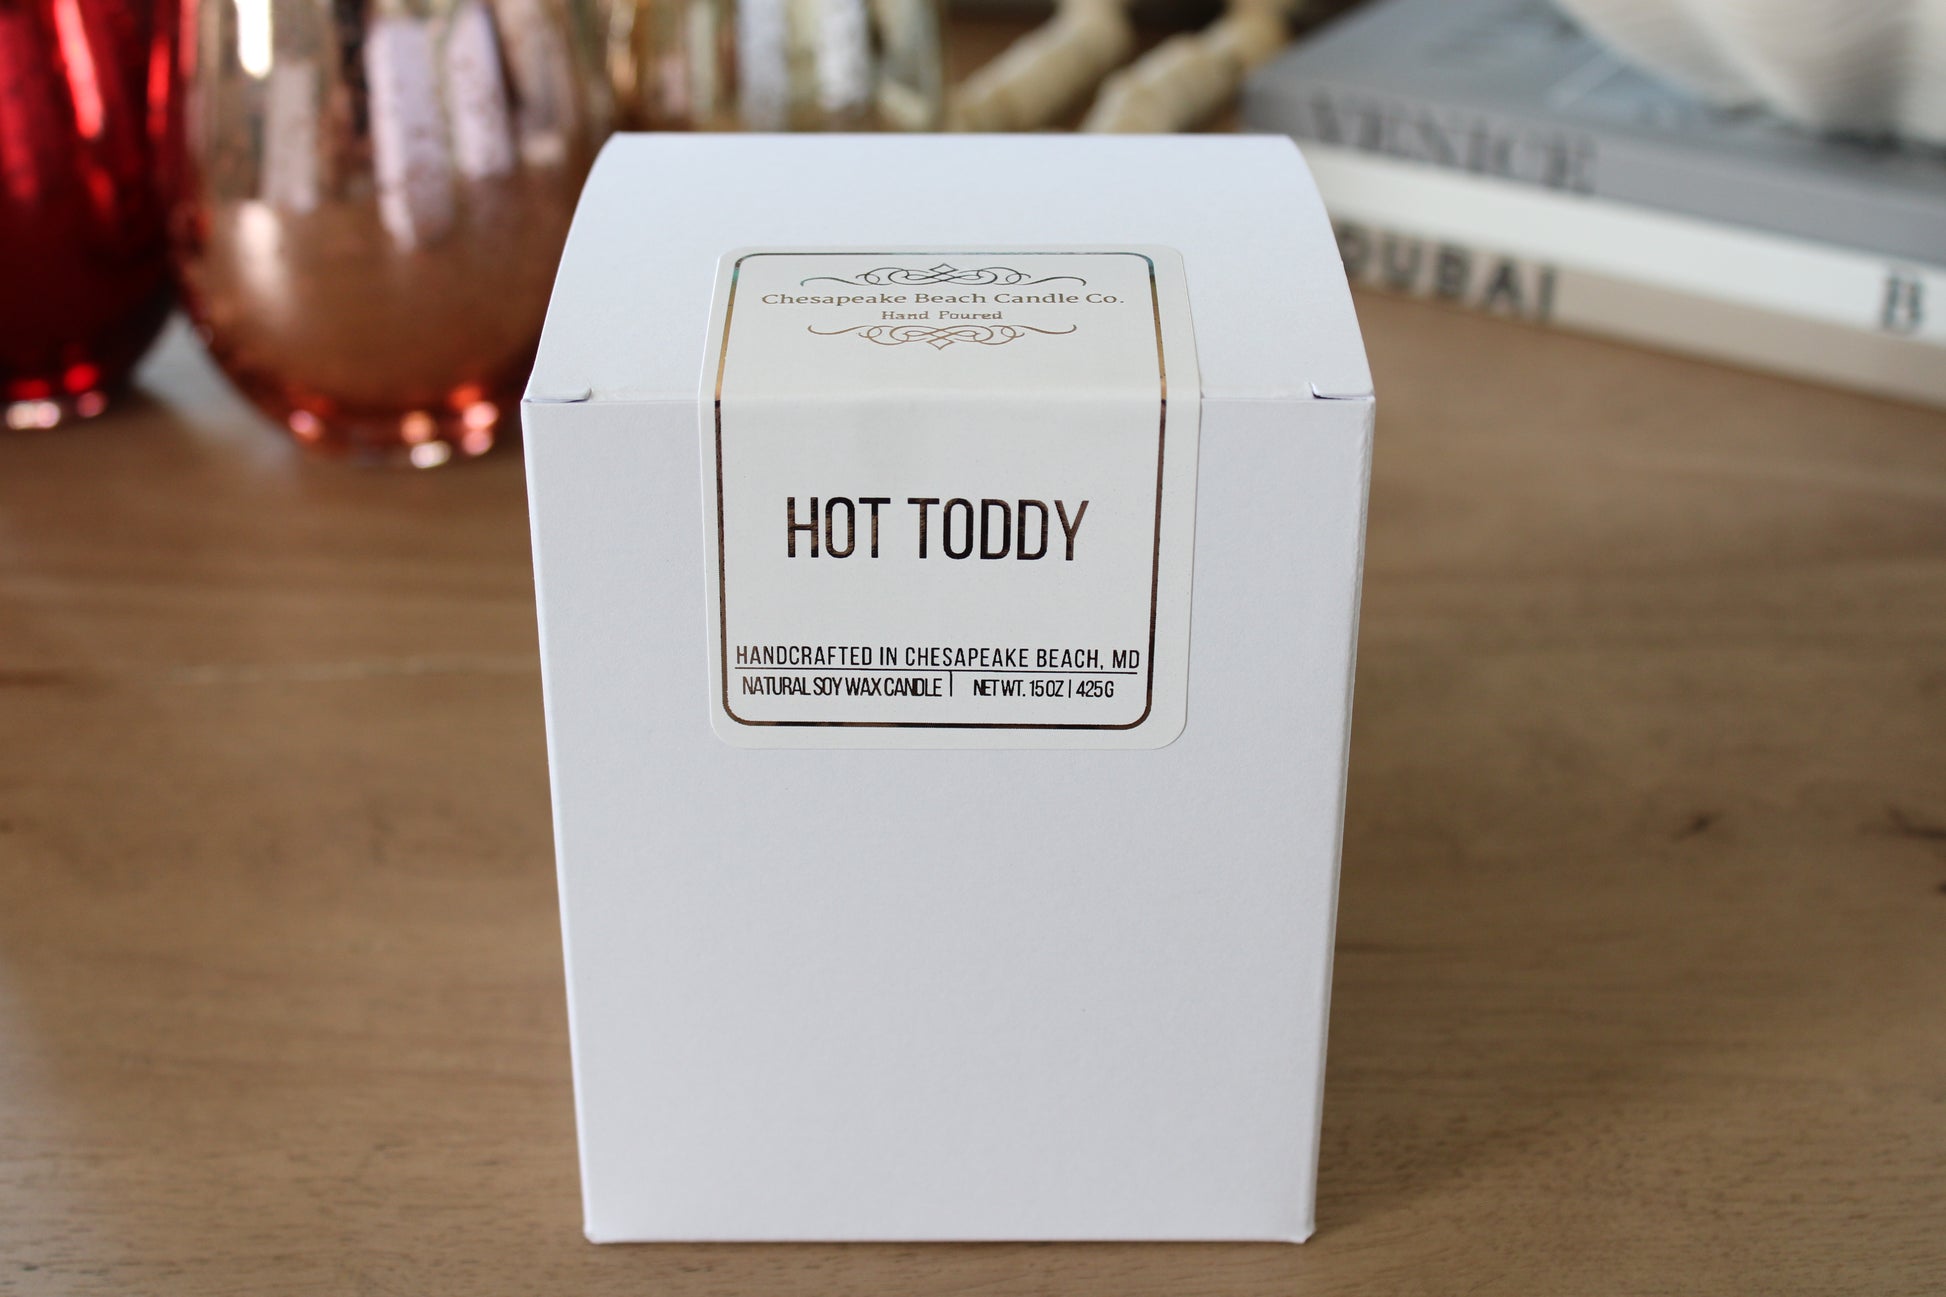 Chesapeake Beach Candle Co.
Hand Poured
HOT TODDY
HANDCRAFTED IN CHESAPEAKE BEACH, MD
NATURAL SOY WAX CANDLE | NET WT. 15 OZ | 425G
VENICE
DUBAI
B